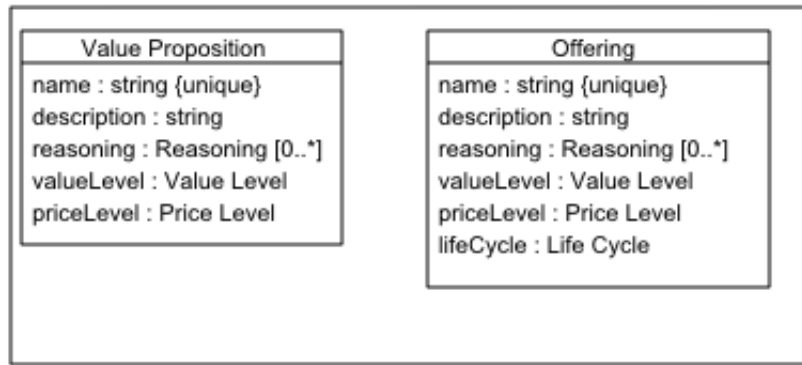 Value Proposition
name : string {unique}
description : string
reasoning : Reasoning [0..*]
valueLevel : Value Level
priceLevel : Price Level
Offering
name : string {unique}
description : string
reasoning : Reasoning [0..*]
valueLevel : Value Level
priceLevel : Price Level
lifeCycle : Life Cycle